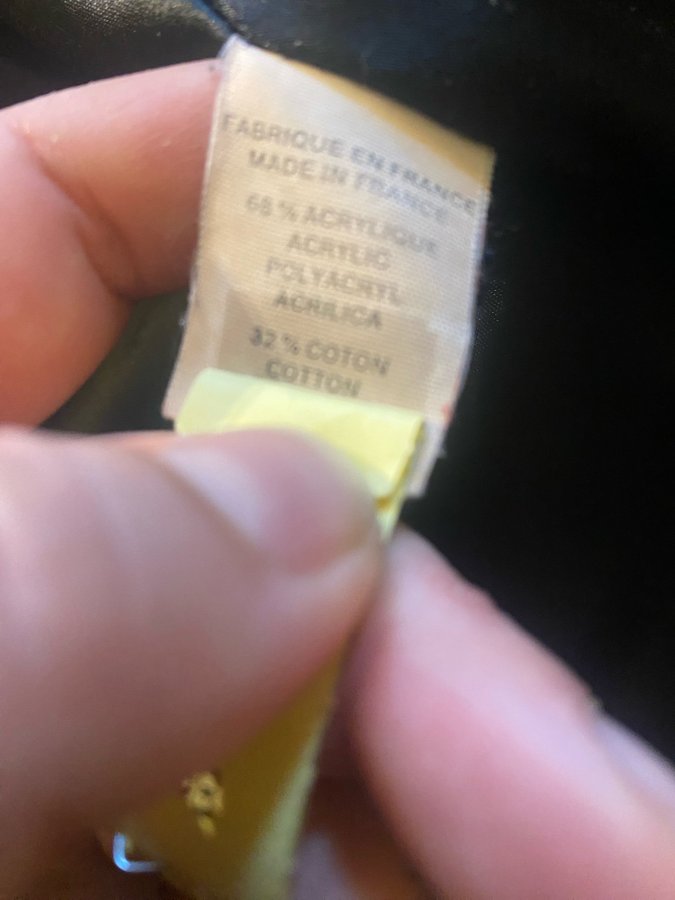 FABRIQUE EN FRANCE
MADE IN FRANCE
68 % ACRYLIQUE
ACRYLIC
POLYACRYL
ACRILICA
32 % COTON
COTTON